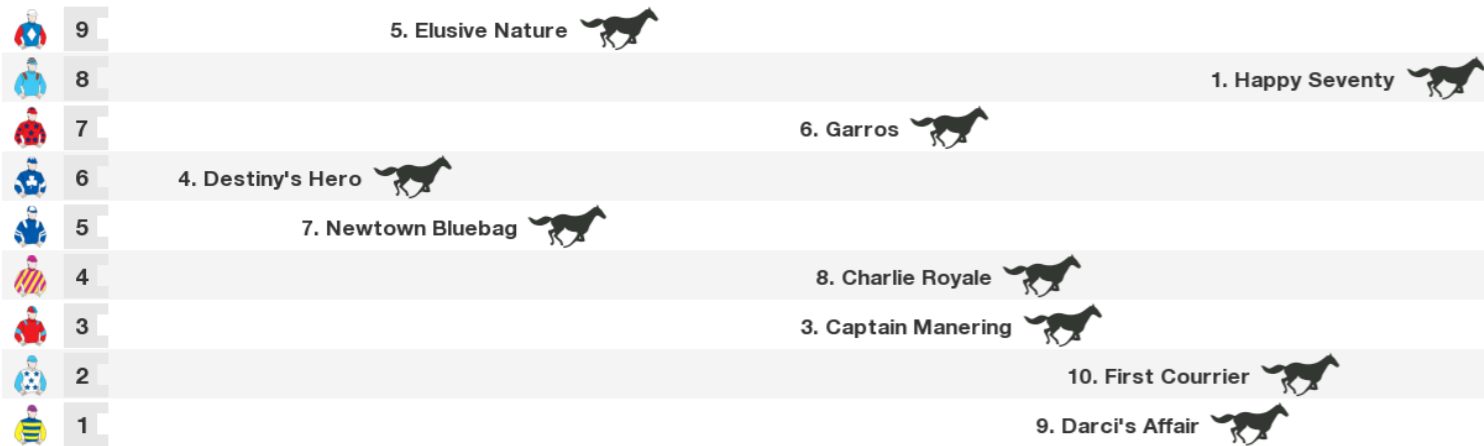 9 5. Elusive Nature
8 1. Happy Seventy
7 6. Garros
6 4. Destiny's Hero
5 7. Newtown Bluebag
4 8. Charlie Royale
3 3. Captain Manering
2 10. First Courrier
1 9. Darci's Affair